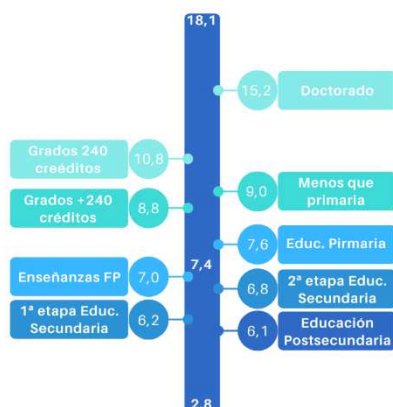 18,1
15,2
Doctorado
Grados 240
creéditos
10,8
9,0
Menos que
primaria
Grados +240
créditos
8,8
7,6
Educ. Pirmaria
7,4
Enseñanzas FP
7,0
6,8
2ª etapa Educ.
Secundaria
1ª etapa Educ.
Secundaria
6,2
6,1
Educación
Postsecundaria
2,8